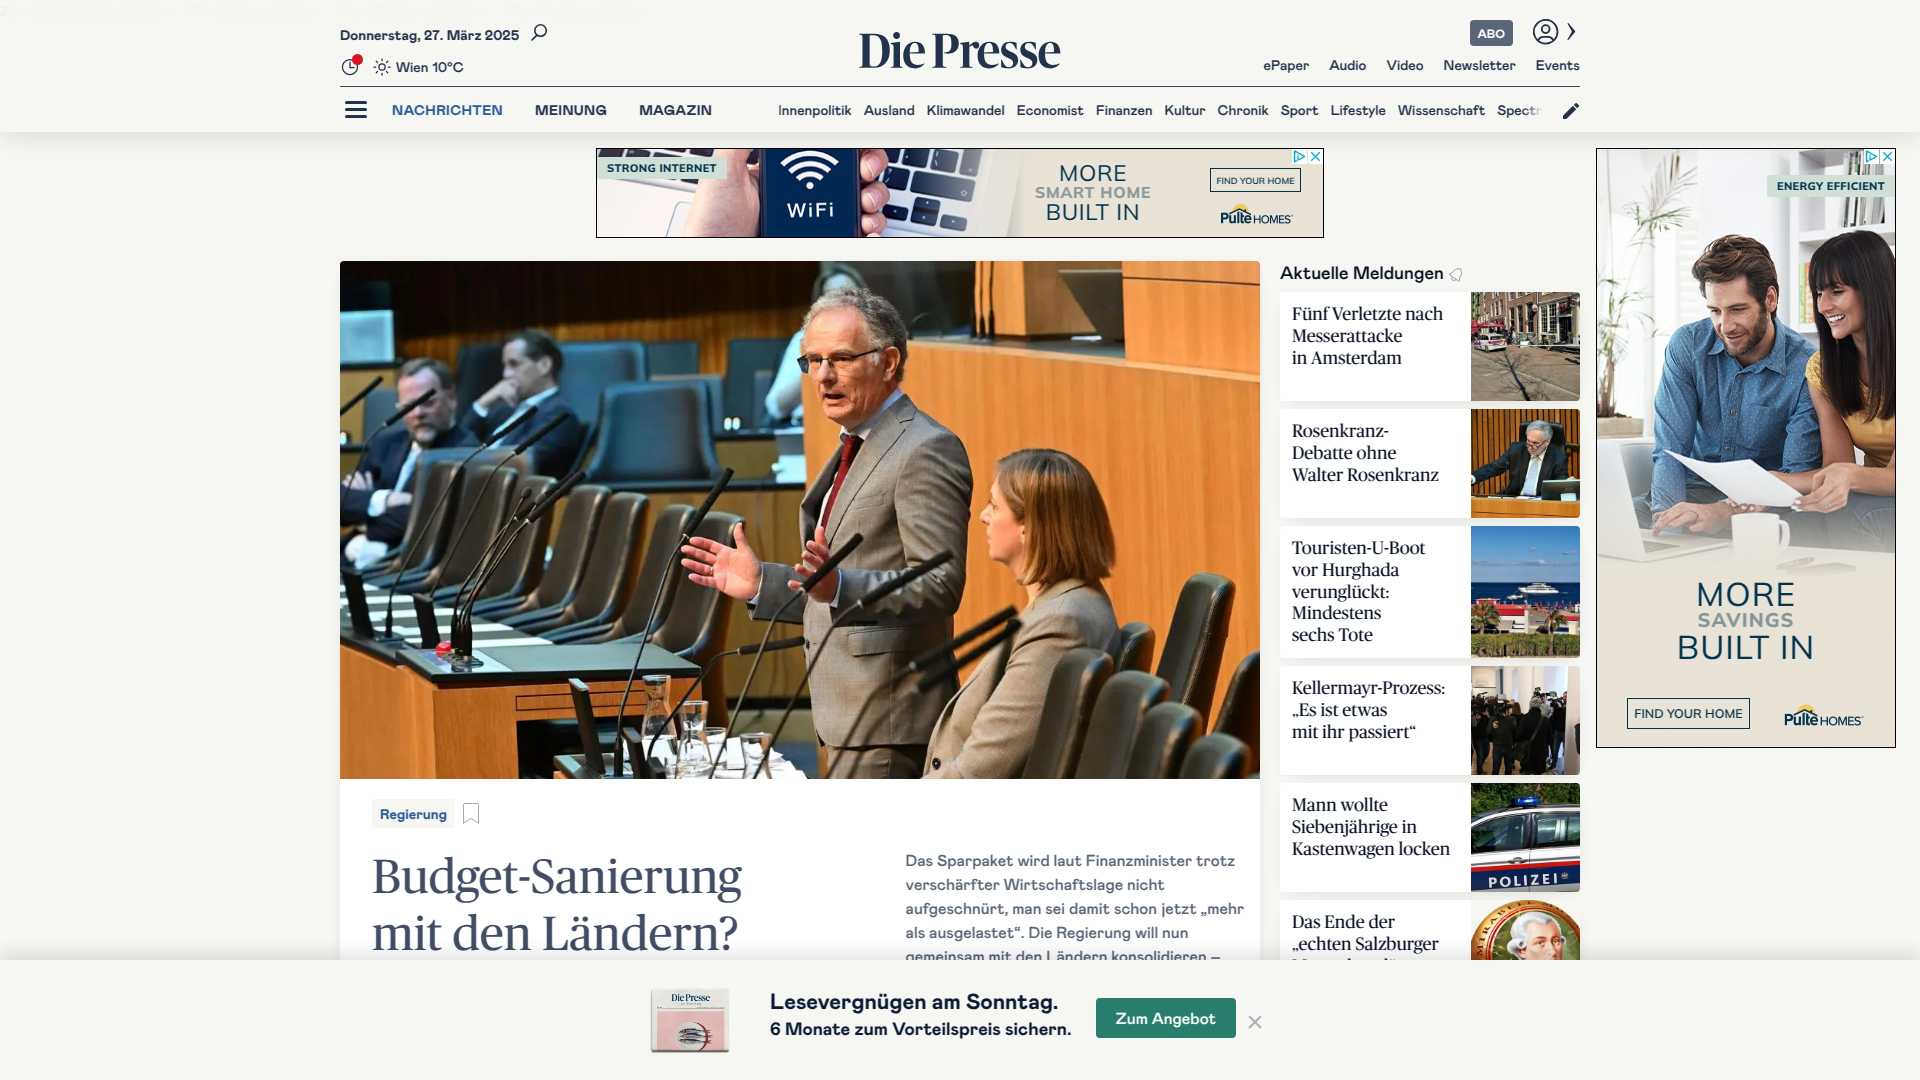 Donnerstag, 27. März 2025
Wien 10°C
Die Presse
ABO
ePaper Audio Video Newsletter Events
NACHRICHTEN MEINUNG MAGAZIN
Innenpolitik Ausland Klimawandel Economist Finanzen Kultur Chronik Sport Lifestyle Wissenschaft Spectr
STRONG INTERNET
WiFi
MORE
SMART HOME
BUILT IN
FIND YOUR HOME
Pulte HOMES
ENERGY EFFICIENT
MORE
SAVINGS
BUILT IN
FIND YOUR HOME
Pulte HOMES
Aktuelle Meldungen
Fünf Verletzte nach
Messerattacke
in Amsterdam
Rosenkranz-
Debatte ohne
Walter Rosenkranz
Touristen-U-Boot
vor Hurghada
verunglückt:
Mindestens
sechs Tote
Kellermayr-Prozess:
„Es ist etwas
mit ihr passiert“
Mann wollte
Siebenjährige in
Kastenwagen locken
POLIZEI
Das Ende der
„echten Salzburger
MIRABELL
Regierung
Budget-Sanierung
mit den Ländern?
Das Sparpaket wird laut Finanzminister trotz
verschärfter Wirtschaftslage nicht
aufgeschnürt, man sei damit schon jetzt „mehr
als ausgelastet“. Die Regierung will nun
gemeinsam mit den Ländern konsolidieren –
Die Presse
Lesevergnügen am Sonntag.
6 Monate zum Vorteilspreis sichern.
Zum Angebot